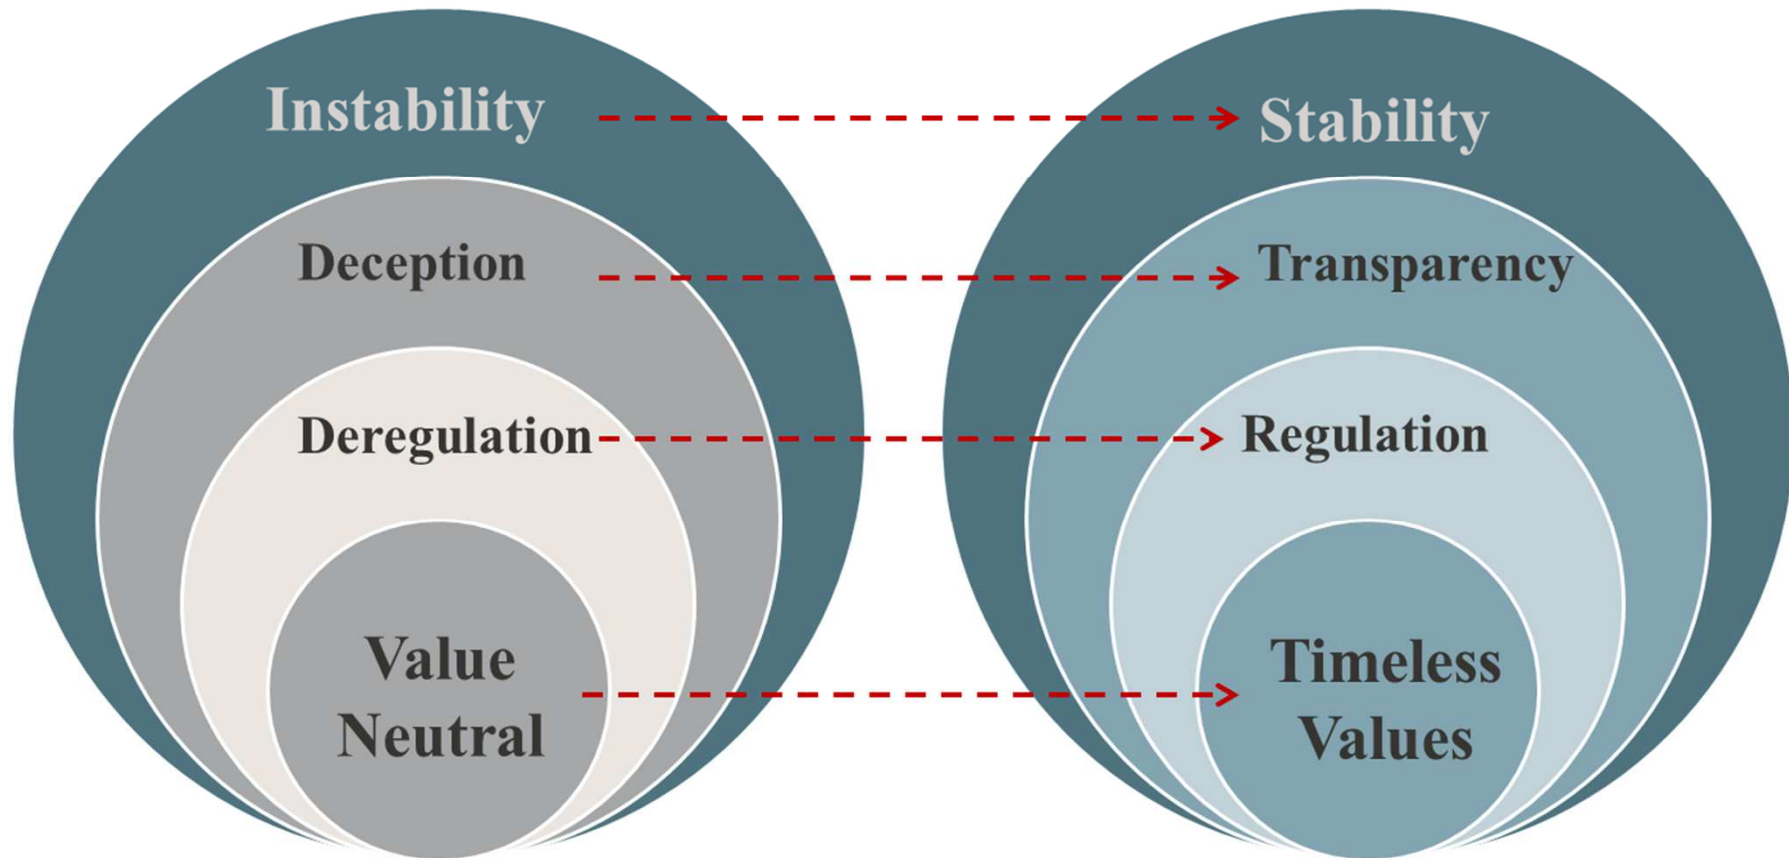 Instability
Stability
Deception
Transparency
Deregulation
Regulation
Value
Neutral
Timeless
Values